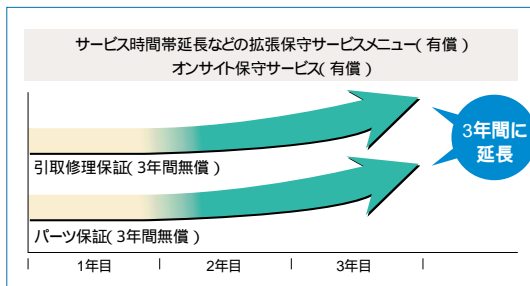 サービス時間帯延長などの拡張保守サービスメニュー(有償)
オンサイト保守サービス(有償)
3年間に
延長
引取修理保証(3年間無償)
パーツ保証(3年間無償)
1年目 2年目 3年目